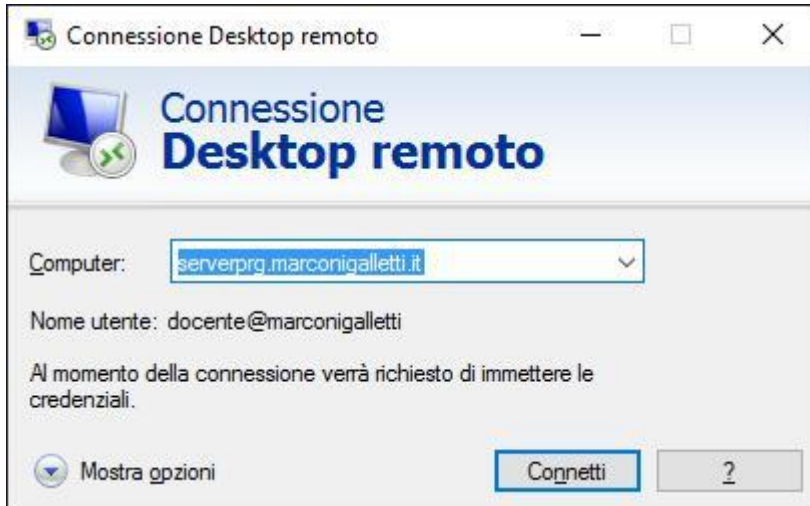 Connessione Desktop remoto
Connessione
Desktop remoto
Computer: serverprg.marconigalletti.it
Nome utente: docente@marconigalletti
Al momento della connessione verrà richiesto di immettere le
credenziali.
Mostra opzioni Connetti ?